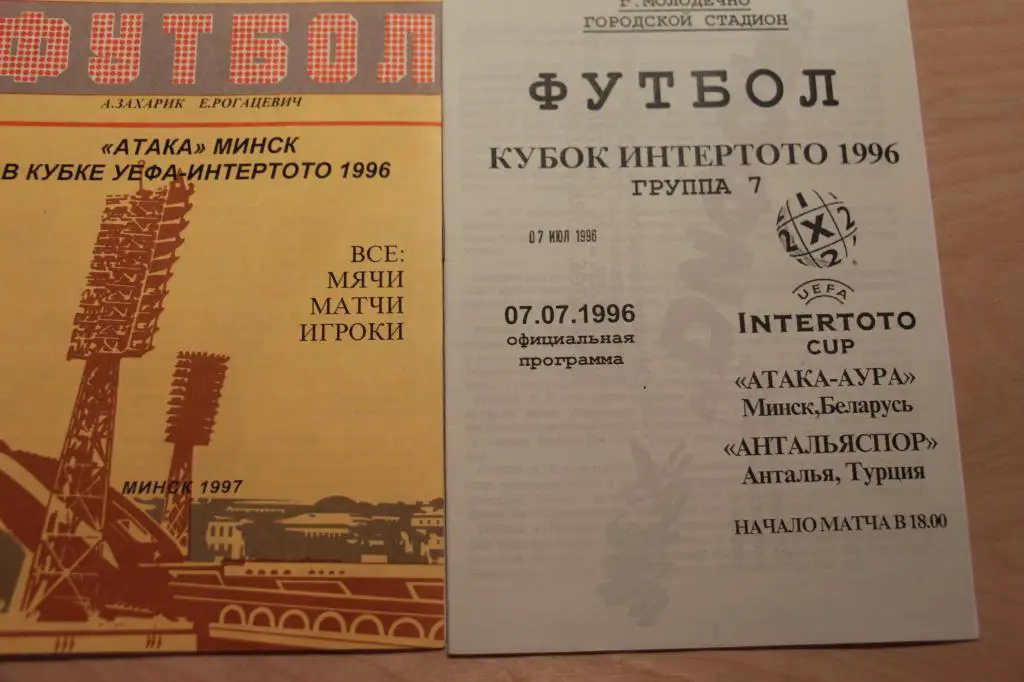 ФУТБОЛ
А.ЗАХАРИК Е.РОГАЦЕВИЧ
«АТАКА» МИНСК
В КУБКЕ УЕФА-ИНТЕРТОТО 1996
ВСЕ:
МЯЧИ
МАТЧИ
ИГРОКИ
МИНСК 1997
Г.МОЛОДЕЧНО
ГОРОДСКОЙ СТАДИОН
ФУТБОЛ
КУБОК ИНТЕРТОТО 1996
ГРУППА 7
07 ИЮЛ 1996
1
2 X 2
2
07.07.1996
официальная
программа
UEFA
INTERTOTO
CUP
«АТАКА-АУРА»
Минск,Беларусь
«АНТАЛЬЯСПОР»
Анталья, Турция
НАЧАЛО МАТЧА В 18.00